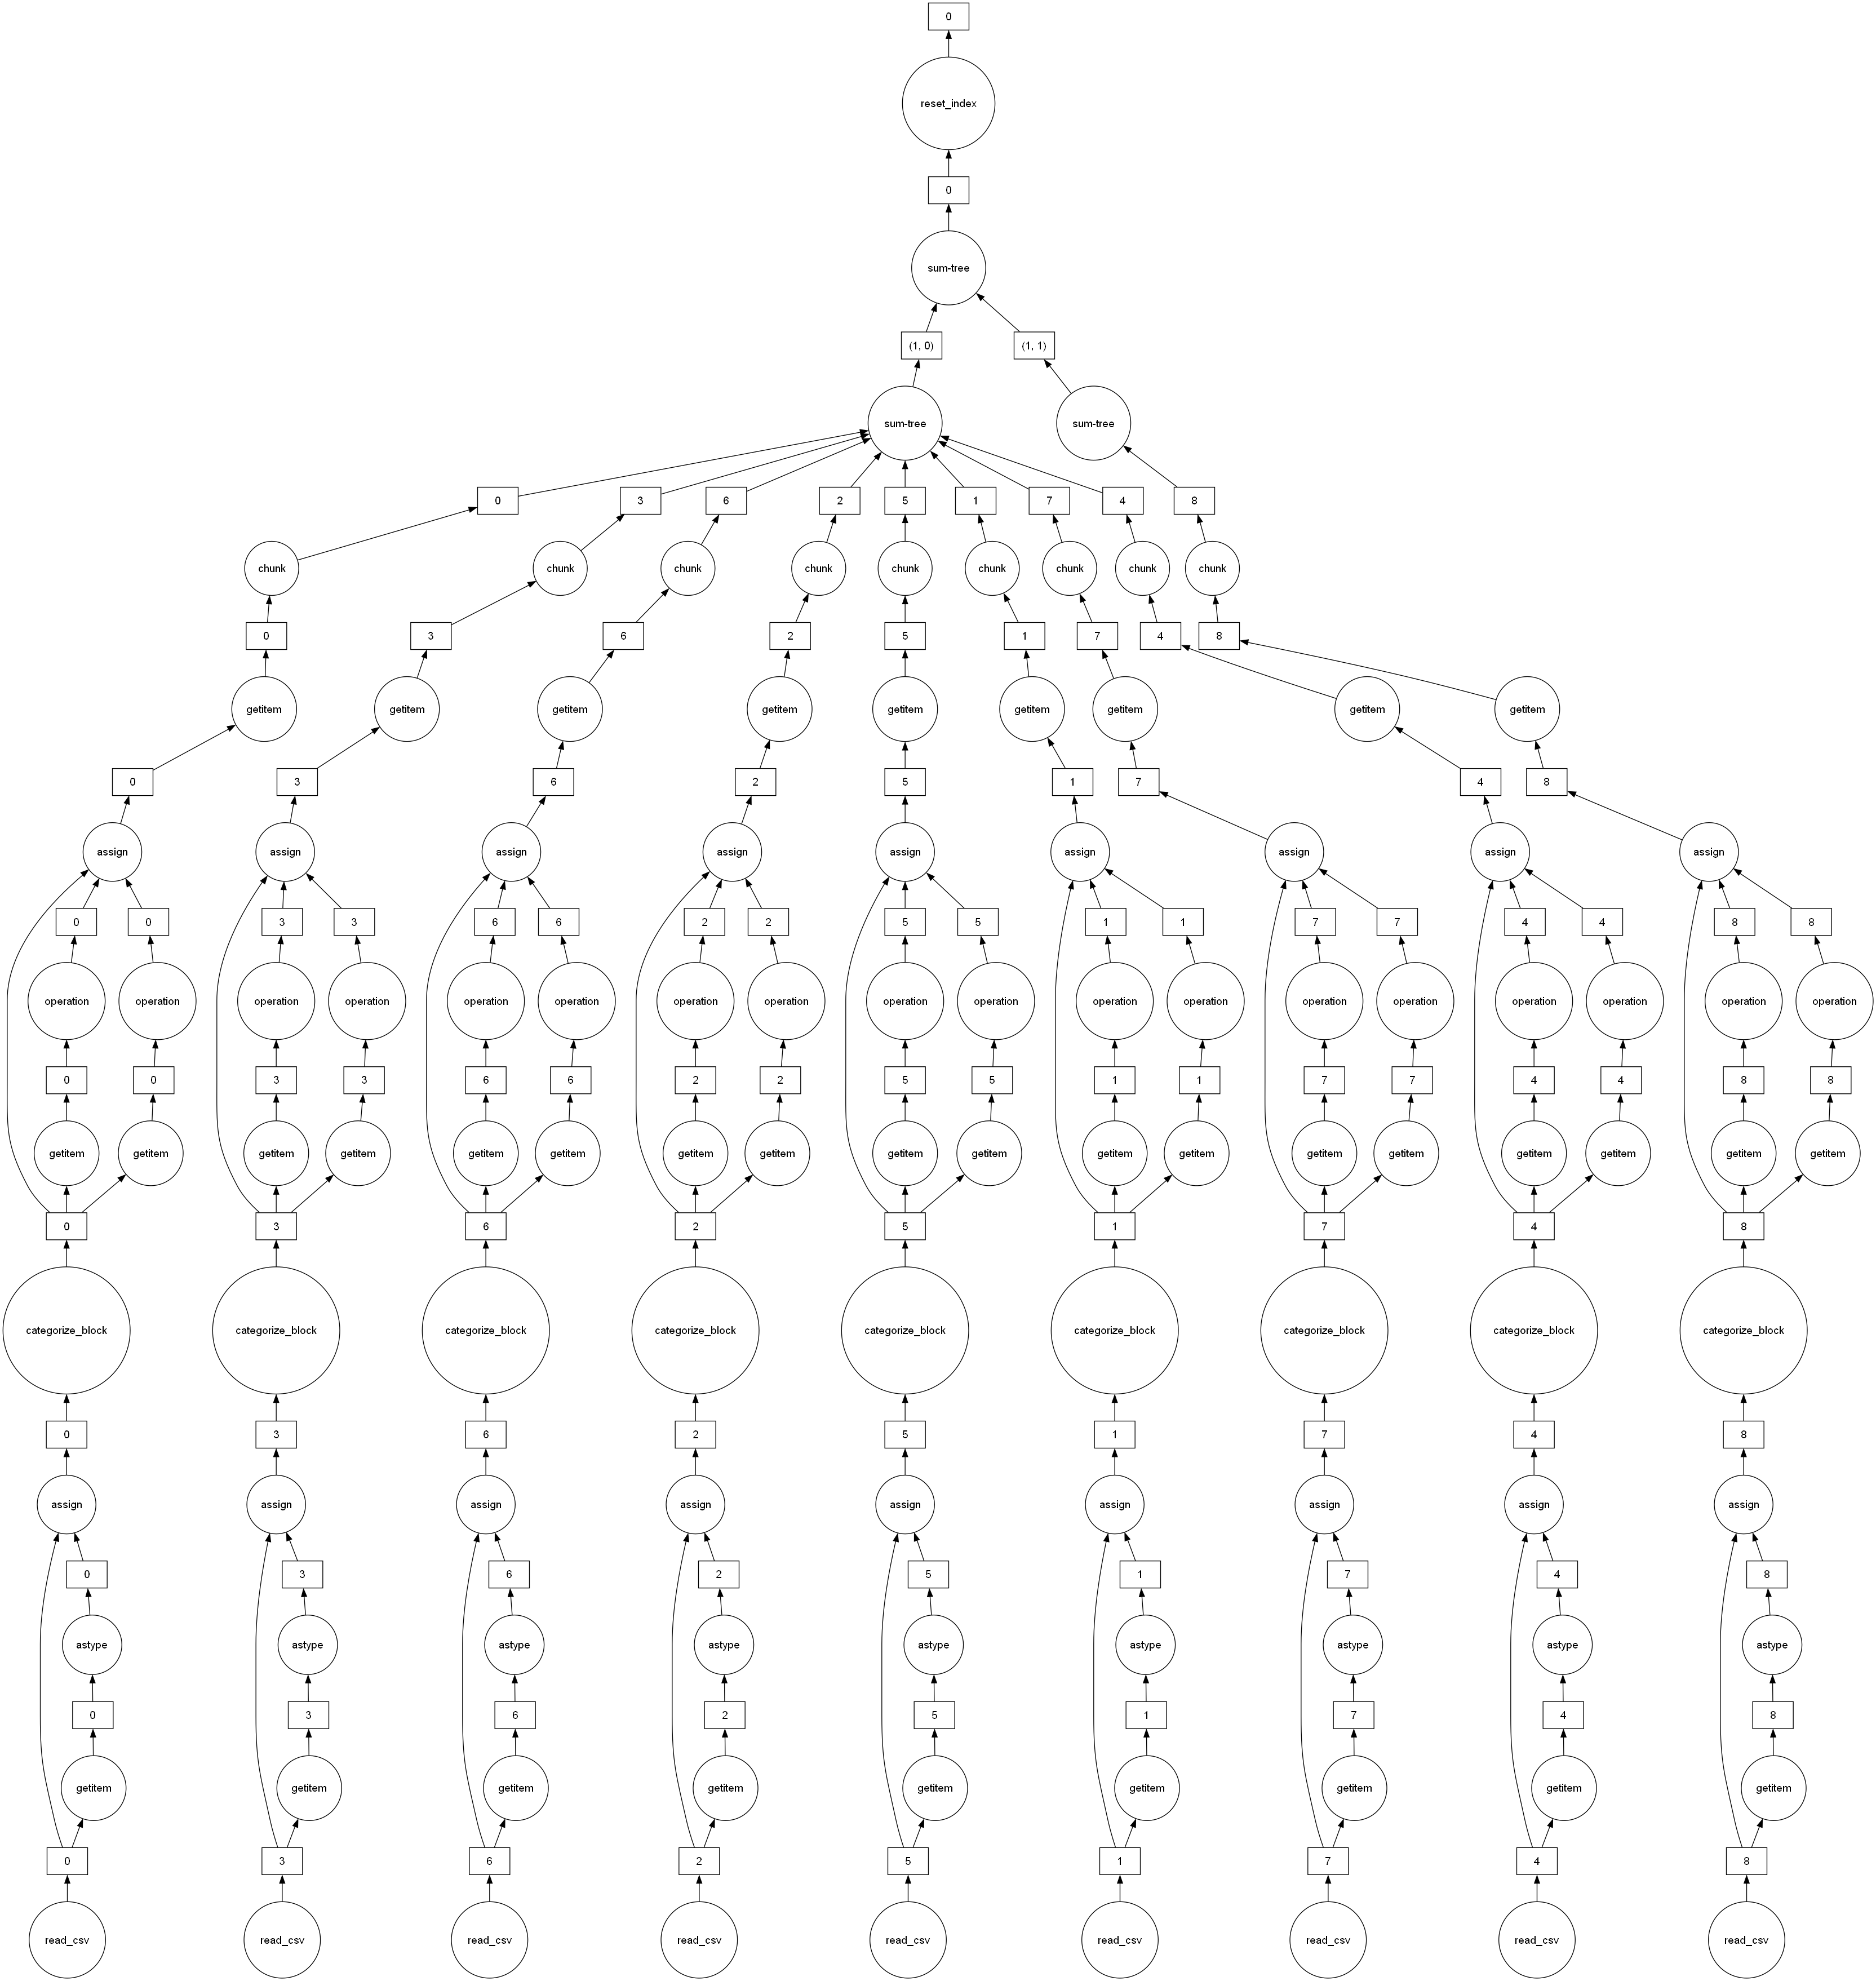 0
reset_index
0
sum-tree
(1, 0) (1, 1)
sum-tree sum-tree
0 3 6 2 5 1 7 4 8
chunk chunk chunk chunk chunk chunk chunk chunk chunk
0 3 6 2 5 1 7 4 8
getitem getitem getitem getitem getitem getitem getitem getitem getitem
0 3 6 2 5 1 7 4 8
assign assign assign assign assign assign assign assign assign
0 0 3 3 6 6 2 2 5 5 1 1 7 7 4 4 8 8
operation operation operation operation operation operation operation operation operation operation operation operation operation operation operation operation operation operation
0 0 3 3 6 6 2 2 5 5 1 1 7 7 4 4 8 8
getitem getitem getitem getitem getitem getitem getitem getitem getitem getitem getitem getitem getitem getitem getitem getitem getitem getitem
0 3 6 2 5 1 7 4 8
categorize_block categorize_block categorize_block categorize_block categorize_block categorize_block categorize_block categorize_block categorize_block
0 3 6 2 5 1 7 4 8
assign assign assign assign assign assign assign assign assign
0 3 6 2 5 1 7 4 8
astype astype astype astype astype astype astype astype astype
0 3 6 2 5 1 7 4 8
getitem getitem getitem getitem getitem getitem getitem getitem getitem
0 3 6 2 5 1 7 4 8
read_csv read_csv read_csv read_csv read_csv read_csv read_csv read_csv read_csv